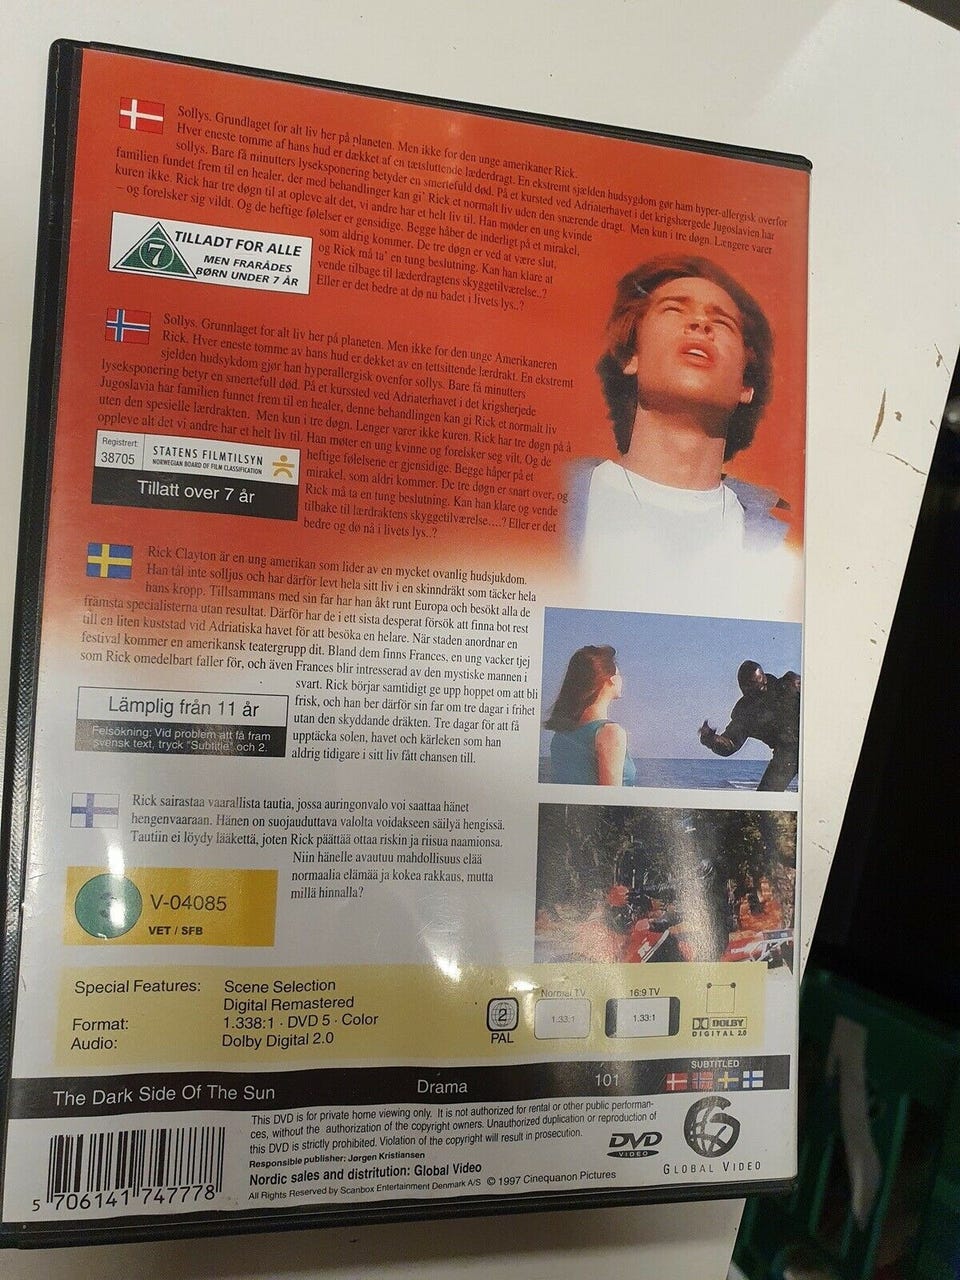 Sollys. Grundlaget for alt liv her på planeten. Men ikke for den unge amerikaner Rick.
Hver eneste tomme af hans hud er dækket af en tætsluttende læderdragt. En ekstremt sjælden hudsygdom gør ham hyper-allergisk overfor
sollys. Bare få minutters lyseksponering betyder en smertefuld død. På et kursted ved Adriaterhavet i det krigshærgede Jugoslavien har
familien fundet frem til en healer, der med behandlinger kan gi' Rick et normalt liv uden den snærende dragt. Men kun i tre døgn. Længere varer
kuren ikke. Rick har tre døgn til at opleve alt det, vi andre har et helt liv til. Han møder en ung kvinde
– og forelsker sig vildt. Og de heftige følelser er gensidige. Begge håber de inderligt på et mirakel,
som aldrig kommer. De tre døgn er ved at være slut,
og Rick må ta' en tung beslutning. Kan han klare at
vende tilbage til læderdragtens skyggetilværelse..?
Eller er det bedre at dø nu badet i livets lys..?
7
TILLADT FOR ALLE
MEN FRARÅDES
BØRN UNDER 7 ÅR
Sollys. Grunnlaget for alt liv her på planeten. Men ikke for den unge Amerikaneren
Rick. Hver eneste tomme av hans hud er dekket av en tettsittende lærdrakt. En ekstremt
sjelden hudsykdom gjør han hyperallergisk ovenfor sollys. Bare få minutters
lyseksponering betyr en smertefull død. På et kurssted ved Adriaterhavet i det krigsherjede
Jugoslavia har familien funnet frem til en healer, denne behandlingen kan gi Rick et normalt liv
uten den spesielle lærdrakten. Men kun i tre døgn. Lenger varer ikke kuren. Rick har tre døgn på å
oppleve alt det vi andre har et helt liv til. Han møter en ung kvinne og forelsker seg vilt. Og de
heftige følelsene er gjensidige. Begge håper på et
mirakel, som aldri kommer. De tre døgn er snart over, og
Rick må ta en tung beslutning. Kan han klare og vende
tilbake til lærdraktens skyggetilværelse....? Eller er det
bedre og dø nå i livets lys..?
Registrert:
38705
STATENS FILMTILSYN
NORWEGIAN BOARD OF FILM CLASSIFICATION
Tillatt over 7 år
Rick Clayton är en ung amerikan som lider av en mycket ovanlig hudsjukdom.
Han tål inte solljus och har därför levt hela sitt liv i en skinndräkt som täcker hela
hans kropp. Tillsammans med sin far har han åkt runt Europa och besökt alla de
främsta specialisterna utan resultat. Därför har de i ett sista desperat försök att finna bot rest
till en liten kuststad vid Adriatiska havet för att besöka en helare. När staden anordnar en
festival kommer en amerikansk teatergrupp dit. Bland dem finns Frances, en ung vacker tjej
som Rick omedelbart faller för, och även Frances blir intresserad av den mystiske mannen i
svart. Rick börjar samtidigt ge upp hoppet om att bli
frisk, och han ber därför sin far om tre dagar i frihet
utan den skyddande dräkten. Tre dagar för att få
upptäcka solen, havet och kärleken som han
aldrig tidigare i sitt liv fått chansen till.
Lämplig från 11 år
Felsökning: Vid problem att få fram
svensk text, tryck "Subtitle" och 2.
Rick sairastaa vaarallista tautia, jossa auringonvalo voi saattaa hänet
hengenvaaraan. Hänen on suojauduttava valolta voidakseen säilyä hengissä.
Tautiin ei löydy lääkettä, joten Rick päättää ottaa riskin ja riisua naamionsa.
Niin hänelle avautuu mahdollisuus elää
normaalia elämää ja kokea rakkaus, mutta
millä hinnalla?
V-04085
VET / SFB
Special Features: Scene Selection
Digital Remastered
Format: 1.338:1 · DVD 5 · Color
Audio: Dolby Digital 2.0
2
PAL
Normal TV
1.33:1
16:9 TV
1.33:1
DOLBY
DIGITAL 2.0
The Dark Side Of The Sun Drama 101
SUBTITLED
This DVD is for private home viewing only. It is not authorized for rental or other public performan-
ces, without the authorization of the copyright owners. Unauthorized duplication or reproduction of
this DVD is strictly prohibited. Violation of the copyright will result in prosecution.
Responsible publisher: Jørgen Kristiansen
Nordic sales and distribution: Global Video
All Rights Reserved by Scanbox Entertainment Denmark A/S © 1997 Cinequanon Pictures
DVD
VIDEO
GLOBAL VIDEO
5 706141 747778